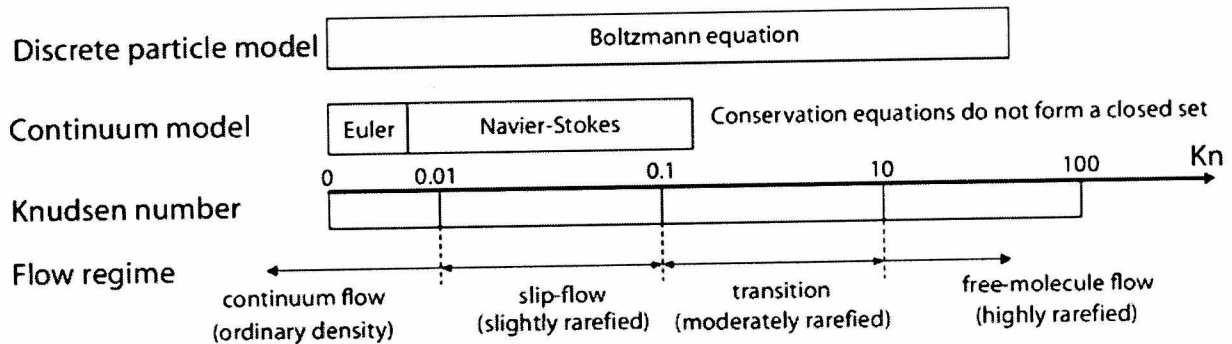 Discrete particle model
Boltzmann equation
Continuum model
Euler
Navier-Stokes
Conservation equations do not form a closed set
Knudsen number
0
0.01
0.1
10
100
Kn
Flow regime
continuum flow
(ordinary density)
slip-flow
(slightly rarefied)
transition
(moderately rarefied)
free-molecule flow
(highly rarefied)